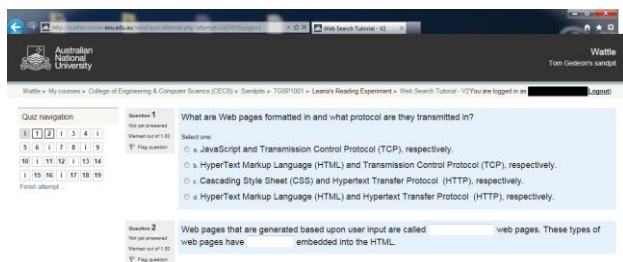 Web Search Tutorial - V2
Australian
National
University
Wattle
Tom Gedeon's sandpit
Wattle ▸ My courses ▸ College of Engineering & Computer Science (CECS) ▸ Sandpits ▸ TGSP1001 ▸ Leana's Reading Experiment ▸ Web Search Tutorial - V2 You are logged in as Logout)
Quiz navigation
i 1 2 i 3 4 i
5 6 i 7 8 i 9
10 i 11 12 i 13 14
i 15 16 i 17 18 19
Finish attempt ...
Question 1
Not yet answered
Marked out of 1.00
Flag question
What are Web pages formatted in and what protocol are they transmitted in?
Select one:
a. JavaScript and Transmission Control Protocol (TCP), respectively.
b. HyperText Markup Language (HTML) and Transmission Control Protocol (TCP), respectively.
c. Cascading Style Sheet (CSS) and Hypertext Transfer Protocol (HTTP), respectively.
d. HyperText Markup Language (HTML) and Hypertext Transfer Protocol (HTTP), respectively.
Question 2
Not yet answered
Marked out of 1.00
Flag question
Web pages that are generated based upon user input are called web pages. These types of
web pages have embedded into the HTML.